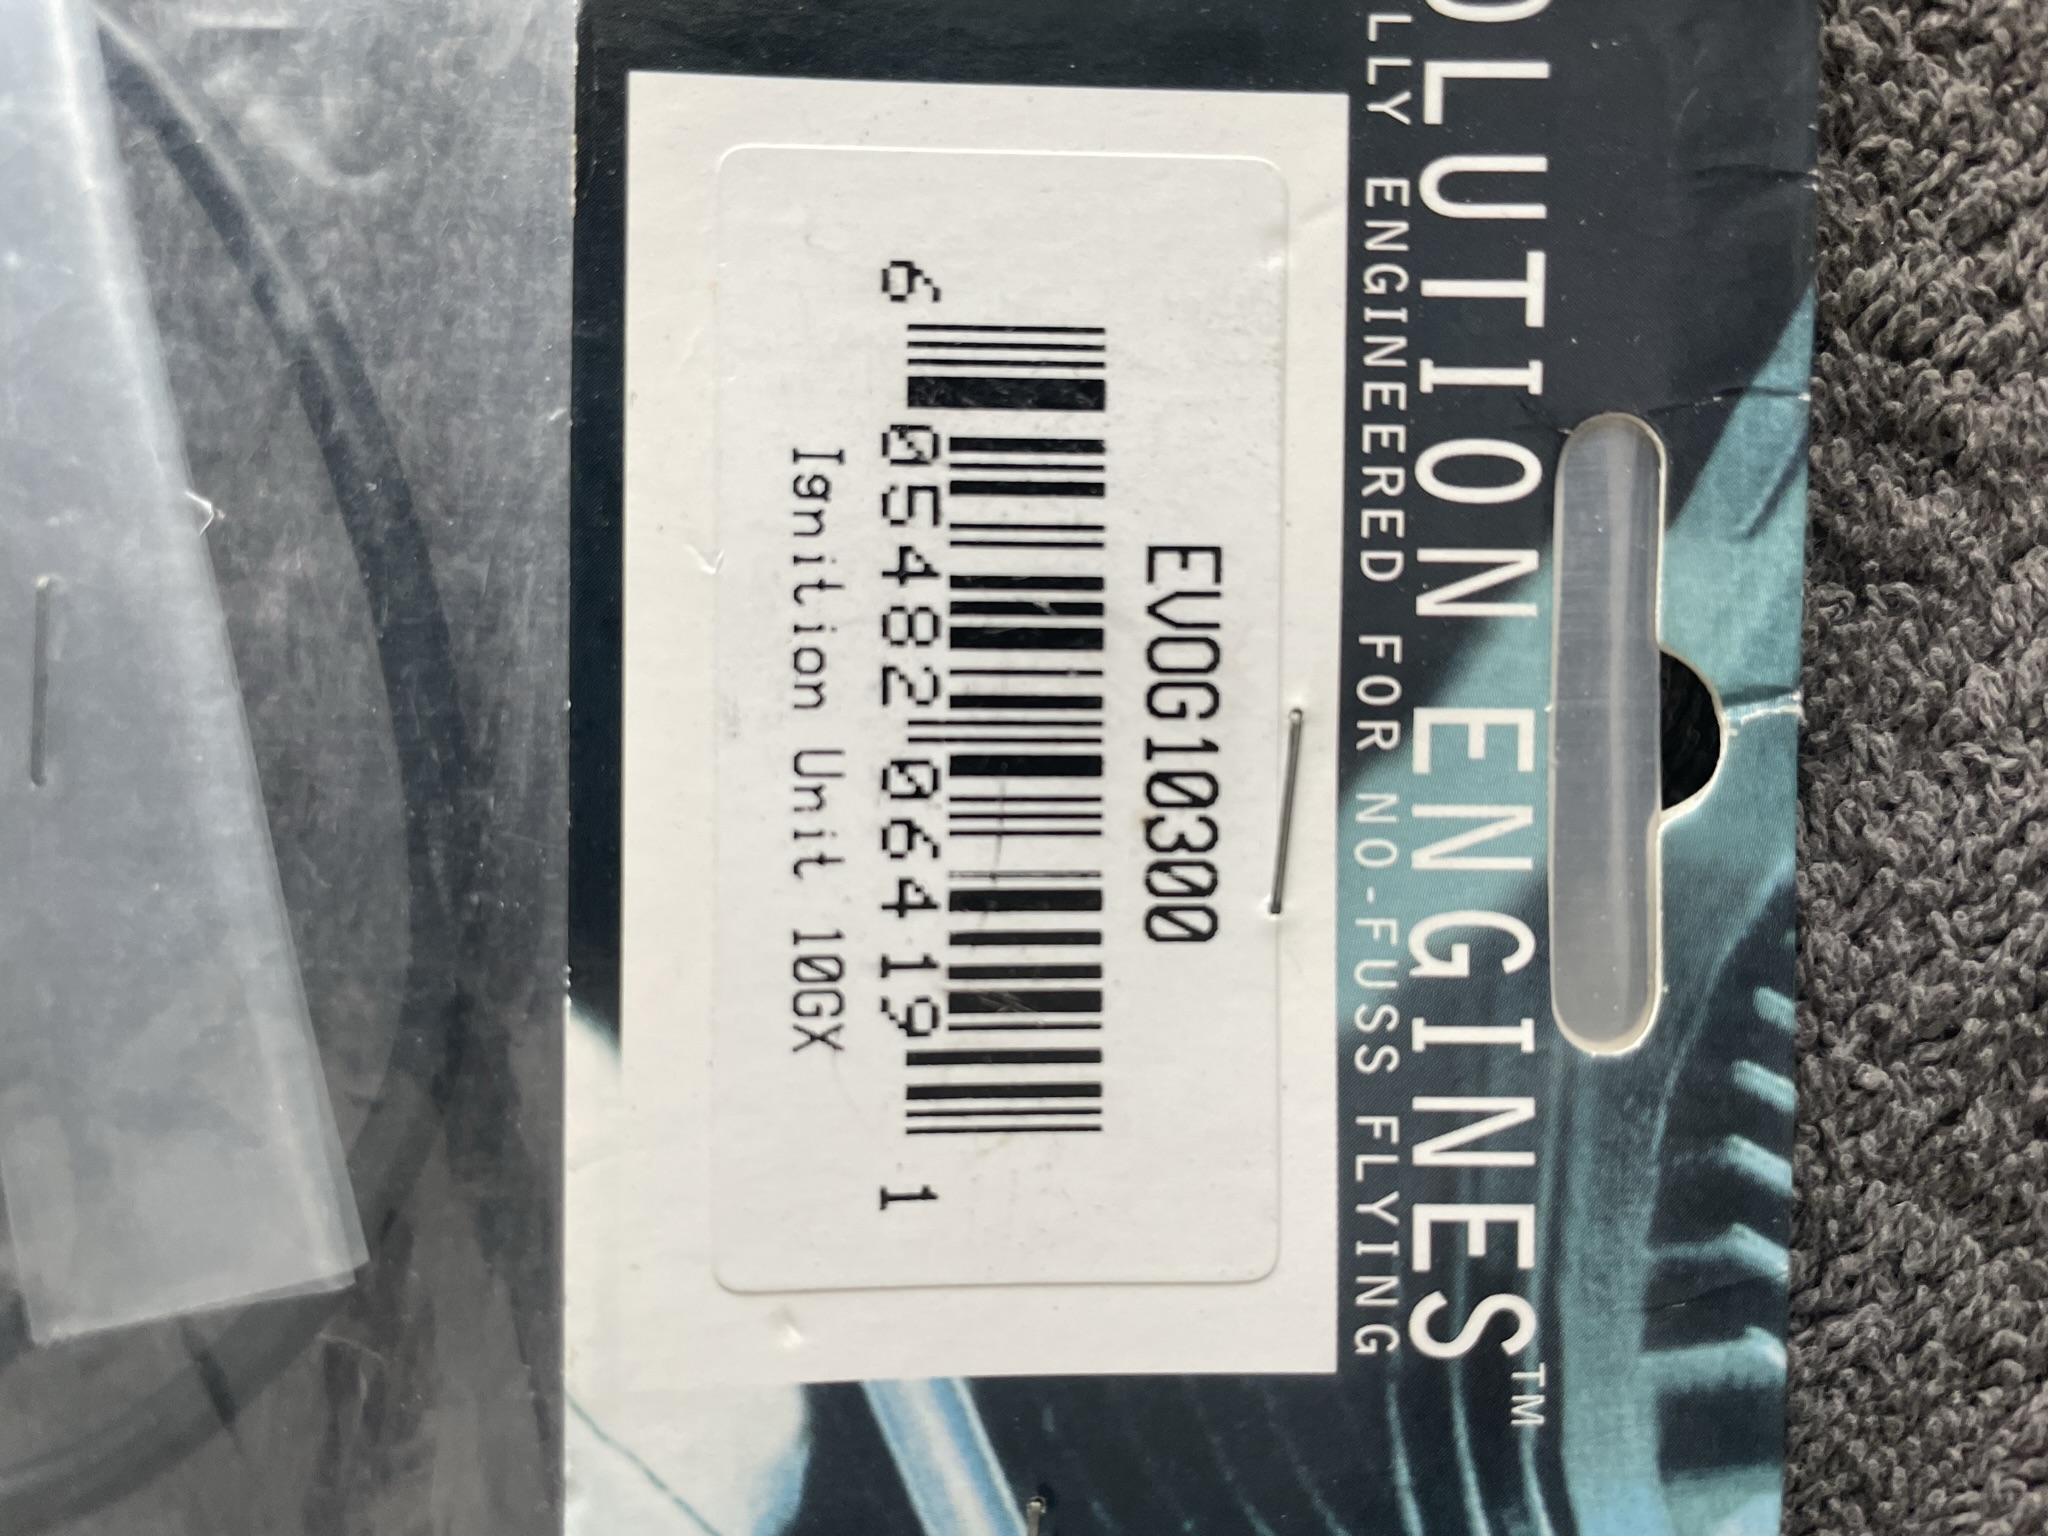 OLUTION ENGINES™
LLY ENGINEERED FOR NO-FUSS FLYING
EVOG10300
6 05482 06419 1
Ignition Unit 10GX